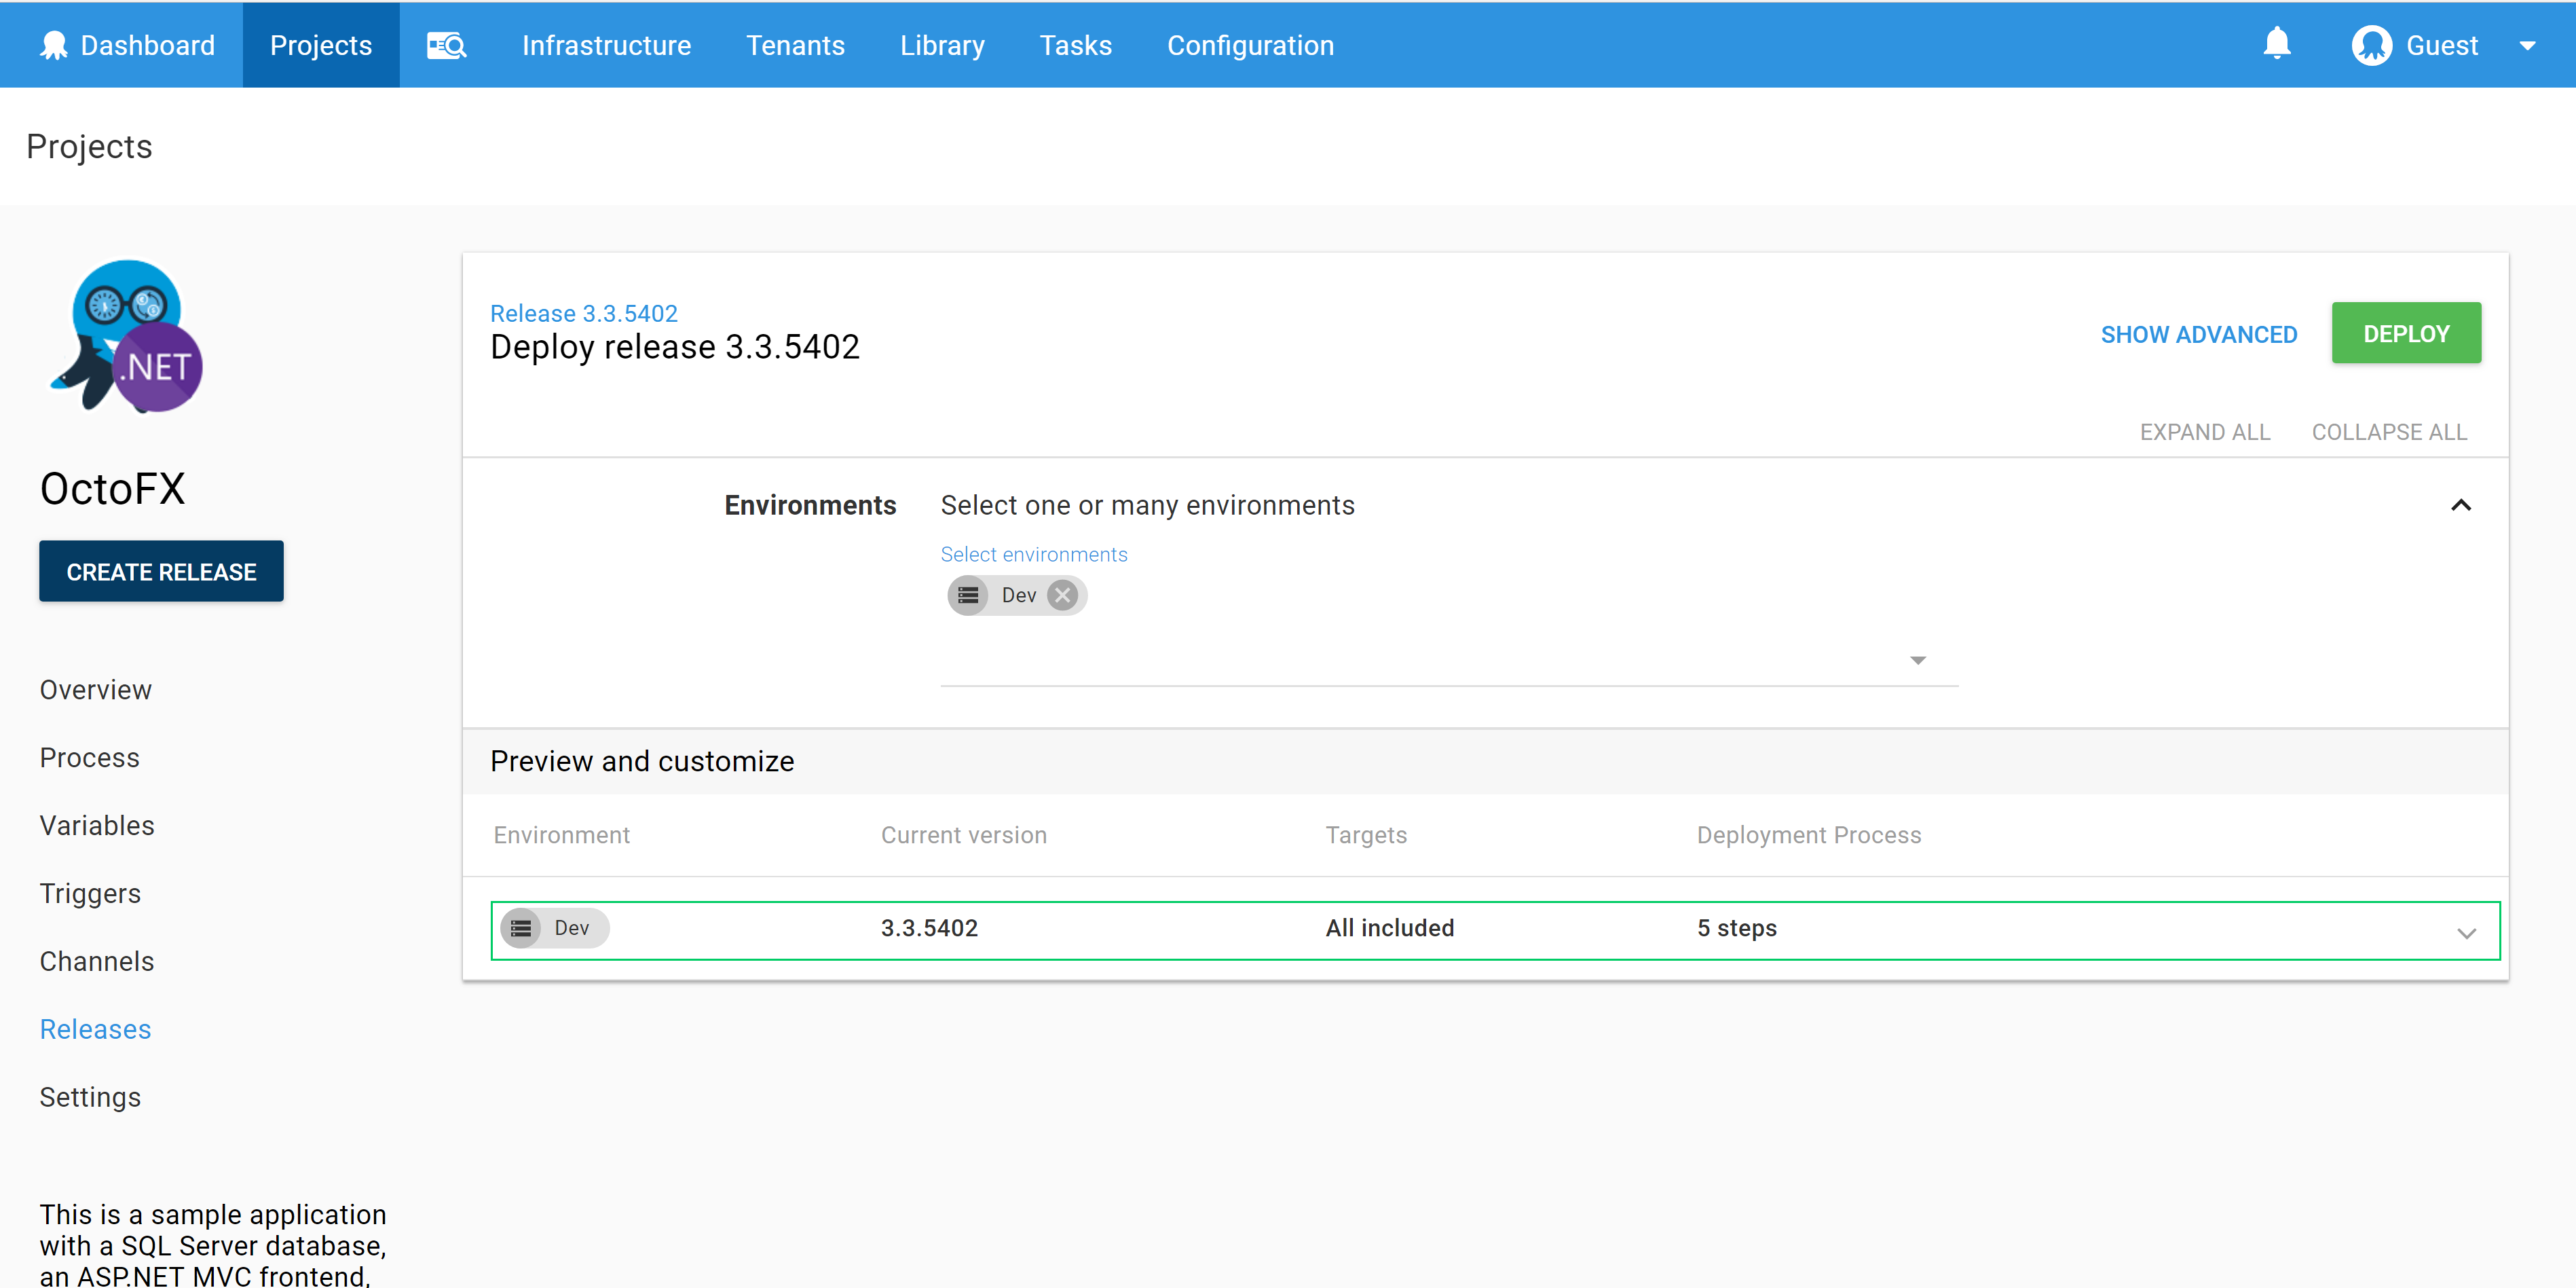 Dashboard Projects Infrastructure Tenants Library Tasks Configuration Guest
Projects
.NET
OctoFX
CREATE RELEASE
Overview
Process
Variables
Triggers
Channels
Releases
Settings
This is a sample application
with a SQL Server database,
an ASP.NET MVC frontend,
Release 3.3.5402
Deploy release 3.3.5402
SHOW ADVANCED DEPLOY
EXPAND ALL COLLAPSE ALL
Environments Select one or many environments
Select environments
Dev
Preview and customize
Environment Current version Targets Deployment Process
Dev 3.3.5402 All included 5 steps